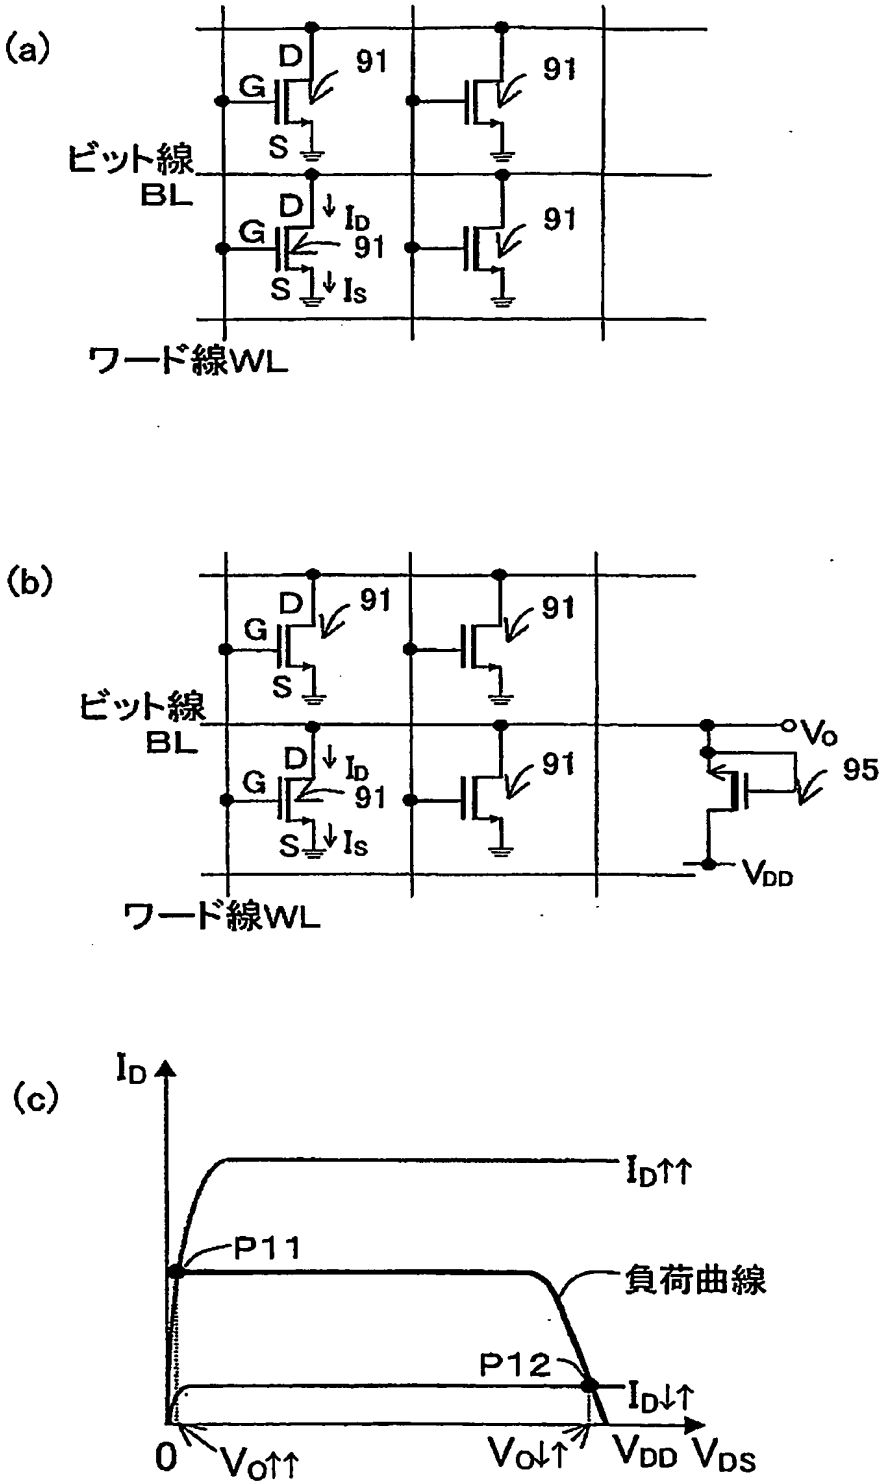 (a)
D 91 91
G
S
ビット線
BL
D ↓ID 91
G 91
S ↓IS
ワード線WL
(b)
D 91 91
G
S
ビット線
BL VO
D ↓ID 91 95
G 91
S ↓IS
VDD
ワード線WL
(c)
ID
ID↑↑
P11
負荷曲線
P12
ID↓↑
0 VO↑↑ VO↓↑ VDD VDS